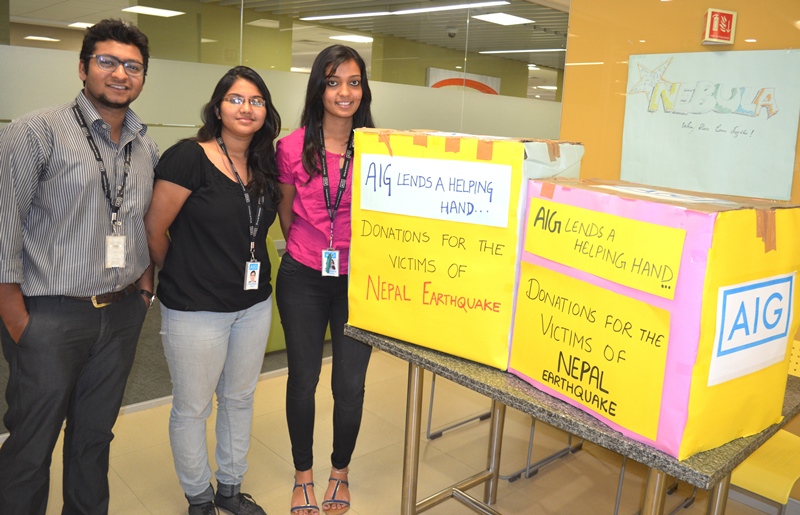 AIG LENDS A HELPING
HAND...
DONATIONS FOR THE
VICTIMS OF
NEPAL EARTHQUAKE
AIG LENDS A
HELPING HAND
...
DONATIONS FOR THE
VICTIMS OF
NEPAL
EARTHQUAKE
AIG
NEBULA